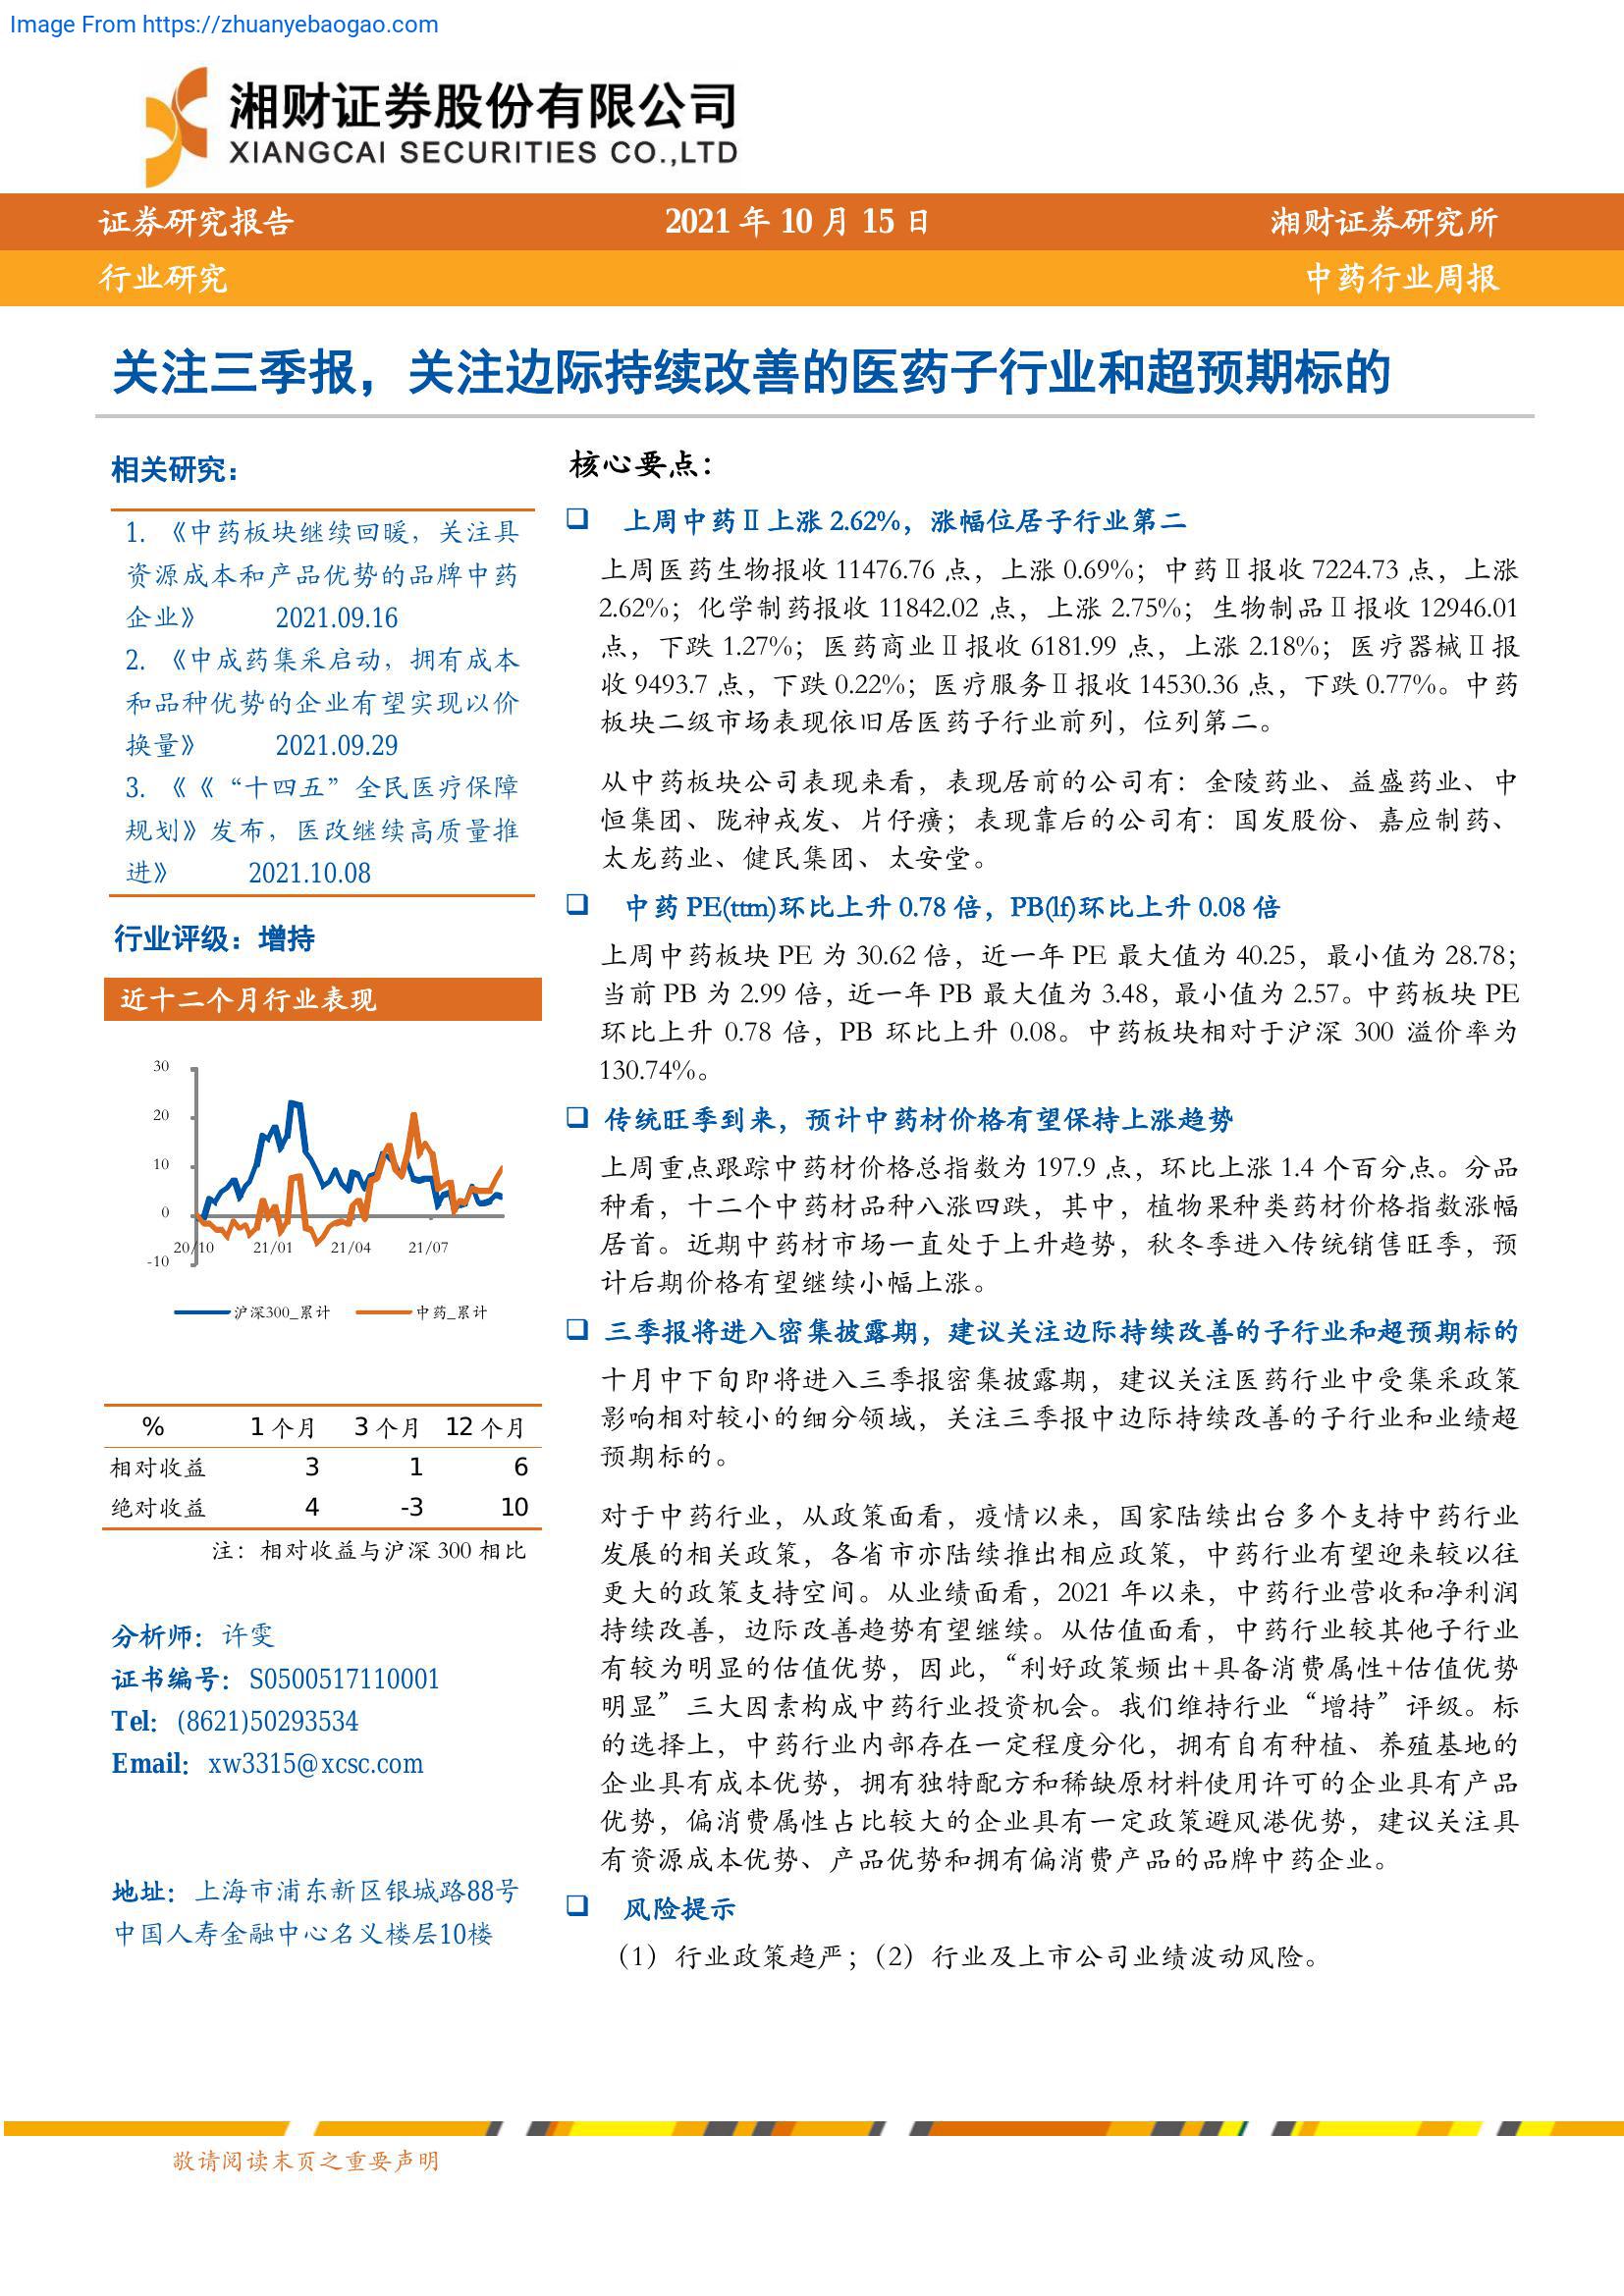 Image From https://zhuanyebaogao.com
湘财证券股份有限公司
XIANGCAI SECURITIES CO.,LTD
证券研究报告 2021 年 10 月 15 日 湘财证券研究所
行业研究 中药行业周报
关注三季报，关注边际持续改善的医药子行业和超预期标的
相关研究：
1. 《中药板块继续回暖，关注具
资源成本和产品优势的品牌中药
企业》 2021.09.16
2. 《中成药集采启动，拥有成本
和品种优势的企业有望实现以价
换量》 2021.09.29
3. 《《“十四五”全民医疗保障
规划》发布，医改继续高质量推
进》 2021.10.08
行业评级：增持
近十二个月行业表现
30
20
10
0
-10
20/10 21/01 21/04 21/07
沪深300_累计 中药_累计
% 1 个月 3 个月 12 个月
相对收益 3 1 6
绝对收益 4 -3 10
注：相对收益与沪深 300 相比
分析师：许雯
证书编号：S0500517110001
Tel：(8621)50293534
Email：xw3315@xcsc.com
地址：上海市浦东新区银城路88号
中国人寿金融中心名义楼层10楼
核心要点：
❑ 上周中药Ⅱ上涨 2.62%，涨幅位居子行业第二
上周医药生物报收 11476.76 点，上涨 0.69%；中药Ⅱ报收 7224.73 点，上涨
2.62%；化学制药报收 11842.02 点，上涨 2.75%；生物制品Ⅱ报收 12946.01
点，下跌 1.27%；医药商业Ⅱ报收 6181.99 点，上涨 2.18%；医疗器械Ⅱ报
收 9493.7 点，下跌 0.22%；医疗服务Ⅱ报收 14530.36 点，下跌 0.77%。中药
板块二级市场表现依旧居医药子行业前列，位列第二。
从中药板块公司表现来看，表现居前的公司有：金陵药业、益盛药业、中
恒集团、陇神戎发、片仔癀；表现靠后的公司有：国发股份、嘉应制药、
太龙药业、健民集团、太安堂。
❑ 中药 PE(ttm)环比上升 0.78 倍，PB(lf)环比上升 0.08 倍
上周中药板块 PE 为 30.62 倍，近一年 PE 最大值为 40.25，最小值为 28.78；
当前 PB 为 2.99 倍，近一年 PB 最大值为 3.48，最小值为 2.57。中药板块 PE
环比上升 0.78 倍，PB 环比上升 0.08。中药板块相对于沪深 300 溢价率为
130.74%。
❑ 传统旺季到来，预计中药材价格有望保持上涨趋势
上周重点跟踪中药材价格总指数为 197.9 点，环比上涨 1.4 个百分点。分品
种看，十二个中药材品种八涨四跌，其中，植物果种类药材价格指数涨幅
居首。近期中药材市场一直处于上升趋势，秋冬季进入传统销售旺季，预
计后期价格有望继续小幅上涨。
❑ 三季报将进入密集披露期，建议关注边际持续改善的子行业和超预期标的
十月中下旬即将进入三季报密集披露期，建议关注医药行业中受集采政策
影响相对较小的细分领域，关注三季报中边际持续改善的子行业和业绩超
预期标的。
对于中药行业，从政策面看，疫情以来，国家陆续出台多个支持中药行业
发展的相关政策，各省市亦陆续推出相应政策，中药行业有望迎来较以往
更大的政策支持空间。从业绩面看，2021 年以来，中药行业营收和净利润
持续改善，边际改善趋势有望继续。从估值面看，中药行业较其他子行业
有较为明显的估值优势，因此，“利好政策频出+具备消费属性+估值优势
明显”三大因素构成中药行业投资机会。我们维持行业“增持”评级。标
的选择上，中药行业内部存在一定程度分化，拥有自有种植、养殖基地的
企业具有成本优势，拥有独特配方和稀缺原材料使用许可的企业具有产品
优势，偏消费属性占比较大的企业具有一定政策避风港优势，建议关注具
有资源成本优势、产品优势和拥有偏消费产品的品牌中药企业。
❑ 风险提示
（1）行业政策趋严；（2）行业及上市公司业绩波动风险。
敬请阅读末页之重要声明